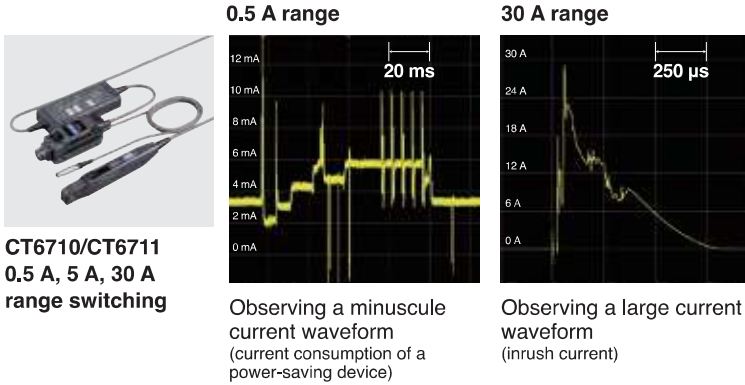 CT6710/CT6711
0.5 A, 5 A, 30 A
range switching
0.5 A range
20 ms
12 mA
10 mA
8 mA
6 mA
4 mA
2 mA
0 mA
Observing a minuscule
current waveform
(current consumption of a
power-saving device)
30 A range
250 µs
30 A
24 A
18 A
12 A
6 A
0 A
Observing a large current
waveform
(inrush current)